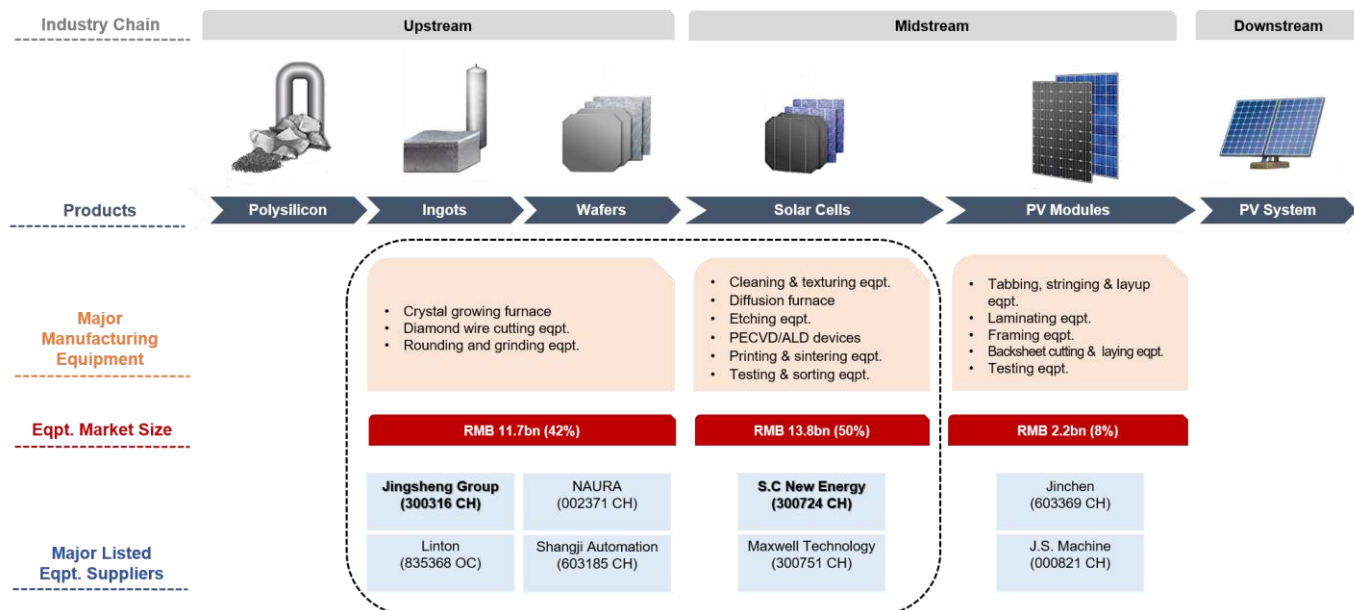 Industry Chain
Upstream
Midstream
Downstream
Products
Polysilicon
Ingots
Wafers
Solar Cells
PV Modules
PV System
Major
Manufacturing
Equipment
• Crystal growing furnace
• Diamond wire cutting eqpt.
• Rounding and grinding eqpt.
• Cleaning & texturing eqpt.
• Diffusion furnace
• Etching eqpt.
• PECVD/ALD devices
• Printing & sintering eqpt.
• Testing & sorting eqpt.
• Tabbing, stringing & layup
eqpt.
• Laminating eqpt.
• Framing eqpt.
• Backsheet cutting & laying eqpt.
• Testing eqpt.
Eqpt. Market Size
RMB 11.7bn (42%)
RMB 13.8bn (50%)
RMB 2.2bn (8%)
Major Listed
Eqpt. Suppliers
Jingsheng Group
(300316 CH)
NAURA
(002371 CH)
S.C New Energy
(300724 CH)
Jinchen
(603369 CH)
Linton
(835368 OC)
Shangji Automation
(603185 CH)
Maxwell Technology
(300751 CH)
J.S. Machine
(000821 CH)